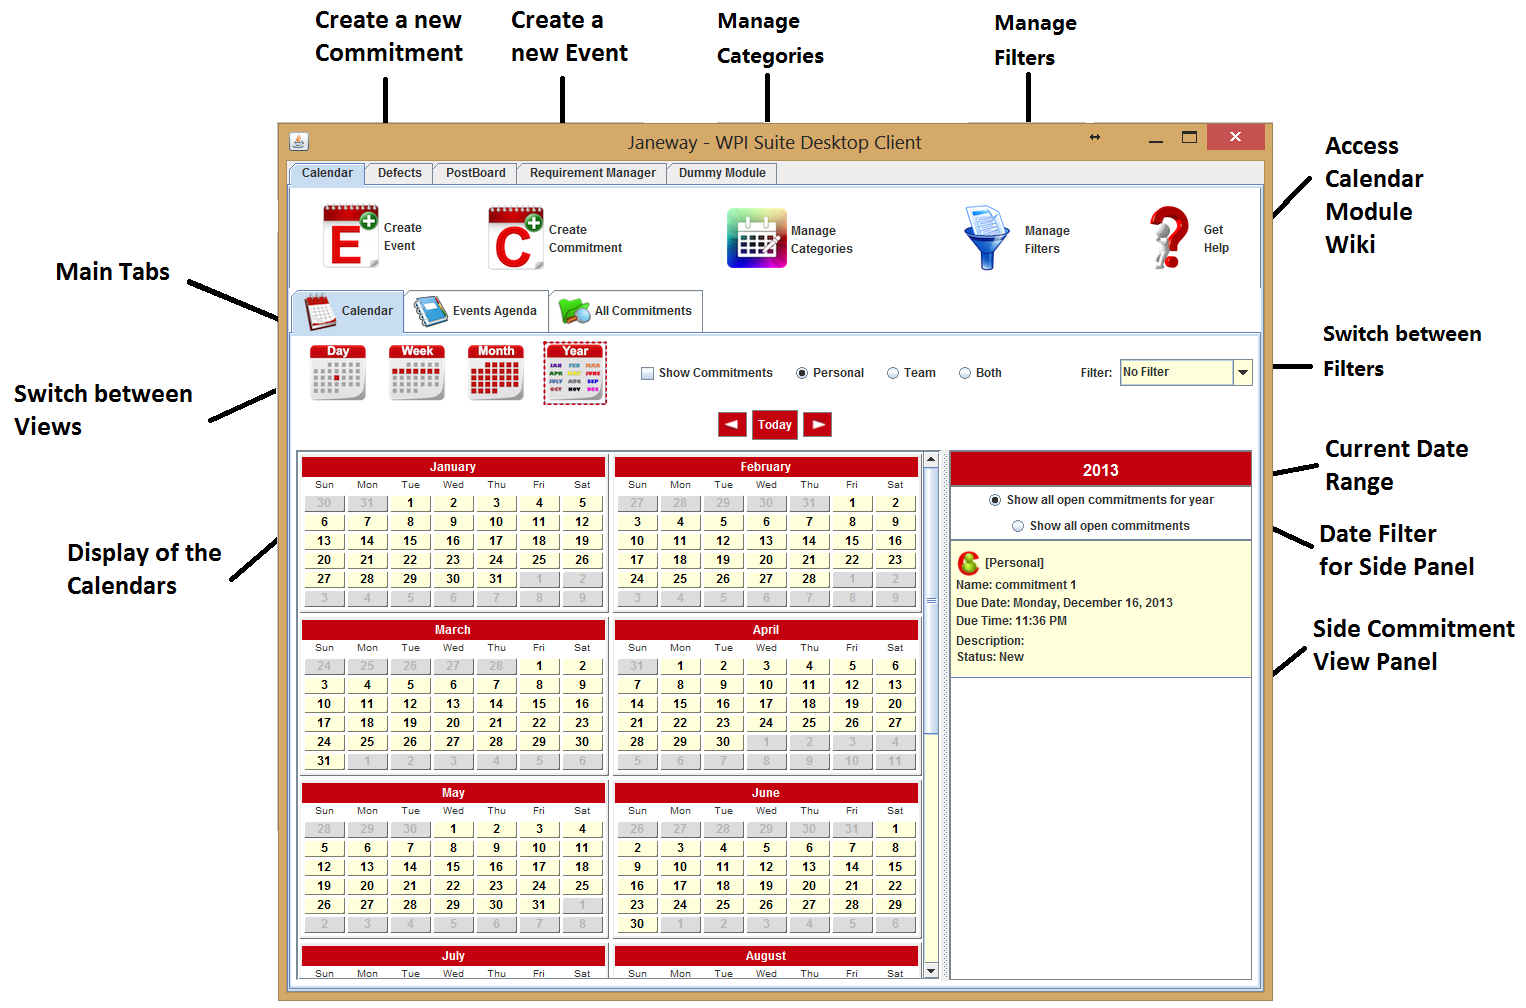 Create a new
Commitment
Create a
new Event
Manage
Categories
Manage
Filters
Access
Calendar
Module
Wiki
Main Tabs
Switch between
Views
Display of the
Calendars
Switch between
Filters
Current Date
Range
Date Filter
for Side Panel
Side Commitment
View Panel
Janeway - WPI Suite Desktop Client
Calendar Defects PostBoard Requirement Manager Dummy Module
E Create
Event
C Create
Commitment
Manage
Categories
Manage
Filters
? Get
Help
Calendar Events Agenda All Commitments
Day Week Month Year
JAN FEB MAR
APR MAY JUNE
JULY AUG SEP
OCT NOV DEC
Show Commitments Personal Team Both Filter: No Filter
Today
January
Sun Mon Tue Wed Thu Fri Sat
30 31 1 2 3 4 5
6 7 8 9 10 11 12
13 14 15 16 17 18 19
20 21 22 23 24 25 26
27 28 29 30 31 1 2
3 4 5 6 7 8 9
February
Sun Mon Tue Wed Thu Fri Sat
27 28 29 30 31 1 2
3 4 5 6 7 8 9
10 11 12 13 14 15 16
17 18 19 20 21 22 23
24 25 26 27 28 1 2
3 4 5 6 7 8 9
March
Sun Mon Tue Wed Thu Fri Sat
24 25 26 27 28 1 2
3 4 5 6 7 8 9
10 11 12 13 14 15 16
17 18 19 20 21 22 23
24 25 26 27 28 29 30
31 1 2 3 4 5 6
April
Sun Mon Tue Wed Thu Fri Sat
31 1 2 3 4 5 6
7 8 9 10 11 12 13
14 15 16 17 18 19 20
21 22 23 24 25 26 27
28 29 30 1 2 3 4
5 6 7 8 9 10 11
May
Sun Mon Tue Wed Thu Fri Sat
28 29 30 1 2 3 4
5 6 7 8 9 10 11
12 13 14 15 16 17 18
19 20 21 22 23 24 25
26 27 28 29 30 31 1
2 3 4 5 6 7 8
June
Sun Mon Tue Wed Thu Fri Sat
26 27 28 29 30 31 1
2 3 4 5 6 7 8
9 10 11 12 13 14 15
16 17 18 19 20 21 22
23 24 25 26 27 28 29
30 1 2 3 4 5 6
July
Sun Mon Tue Wed Thu Fri Sat
August
Sun Mon Tue Wed Thu Fri Sat
2013
Show all open commitments for year
Show all open commitments
[Personal]
Name: commitment 1
Due Date: Monday, December 16, 2013
Due Time: 11:36 PM
Description:
Status: New